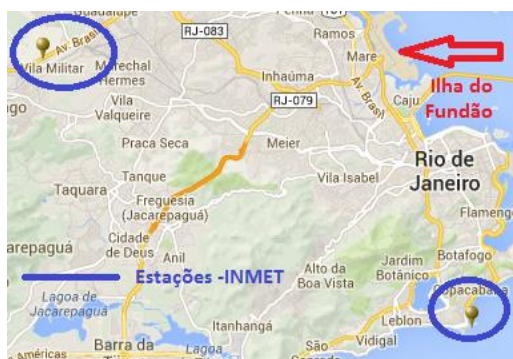 Guadalupe
RJ-083
Ramos
Av. Brasil
Vila Militar
Marechal
Hermes
Mare
Inhaúma
Av. Brasil
Ilha do
Fundão
RJ-079
Caju
Vila
Valqueire
Praca Seca
Meier
Rio de
Janeiro
Tanque
Vila Isabel
Taquara
Freguesia
(Jacarepaguá)
Flamengo
Cidade
de Deus
Anil
arepaguá
Estações -INMET
Alto da
Boa Vista
Jardim
Botânico
Botafogo
Copacabana
Lagoa de
Jacarepaguá
Itanhangá
Leblon
São
Vidigal
Américas
Barra da
Lagoa